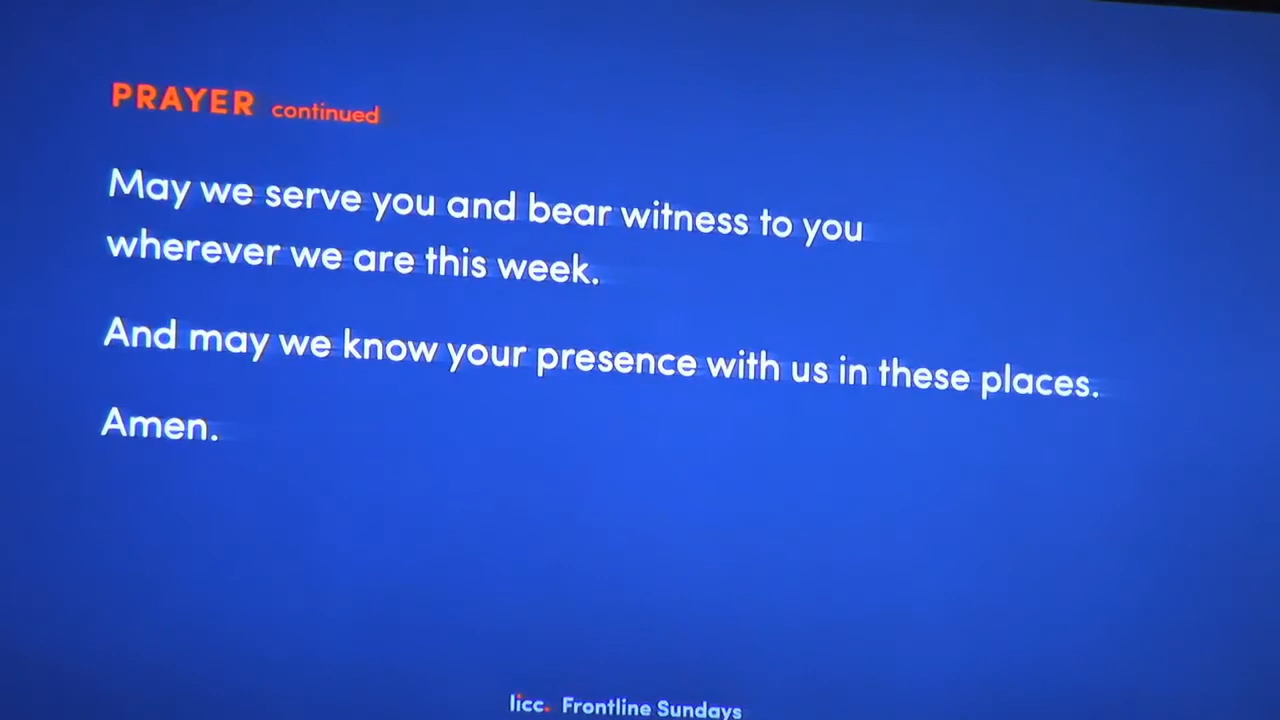 PRAYER continued
May we serve you and bear witness to you
wherever we are this week.
And may we know your presence with us in these places.
Amen.
licc. Frontline Sundays